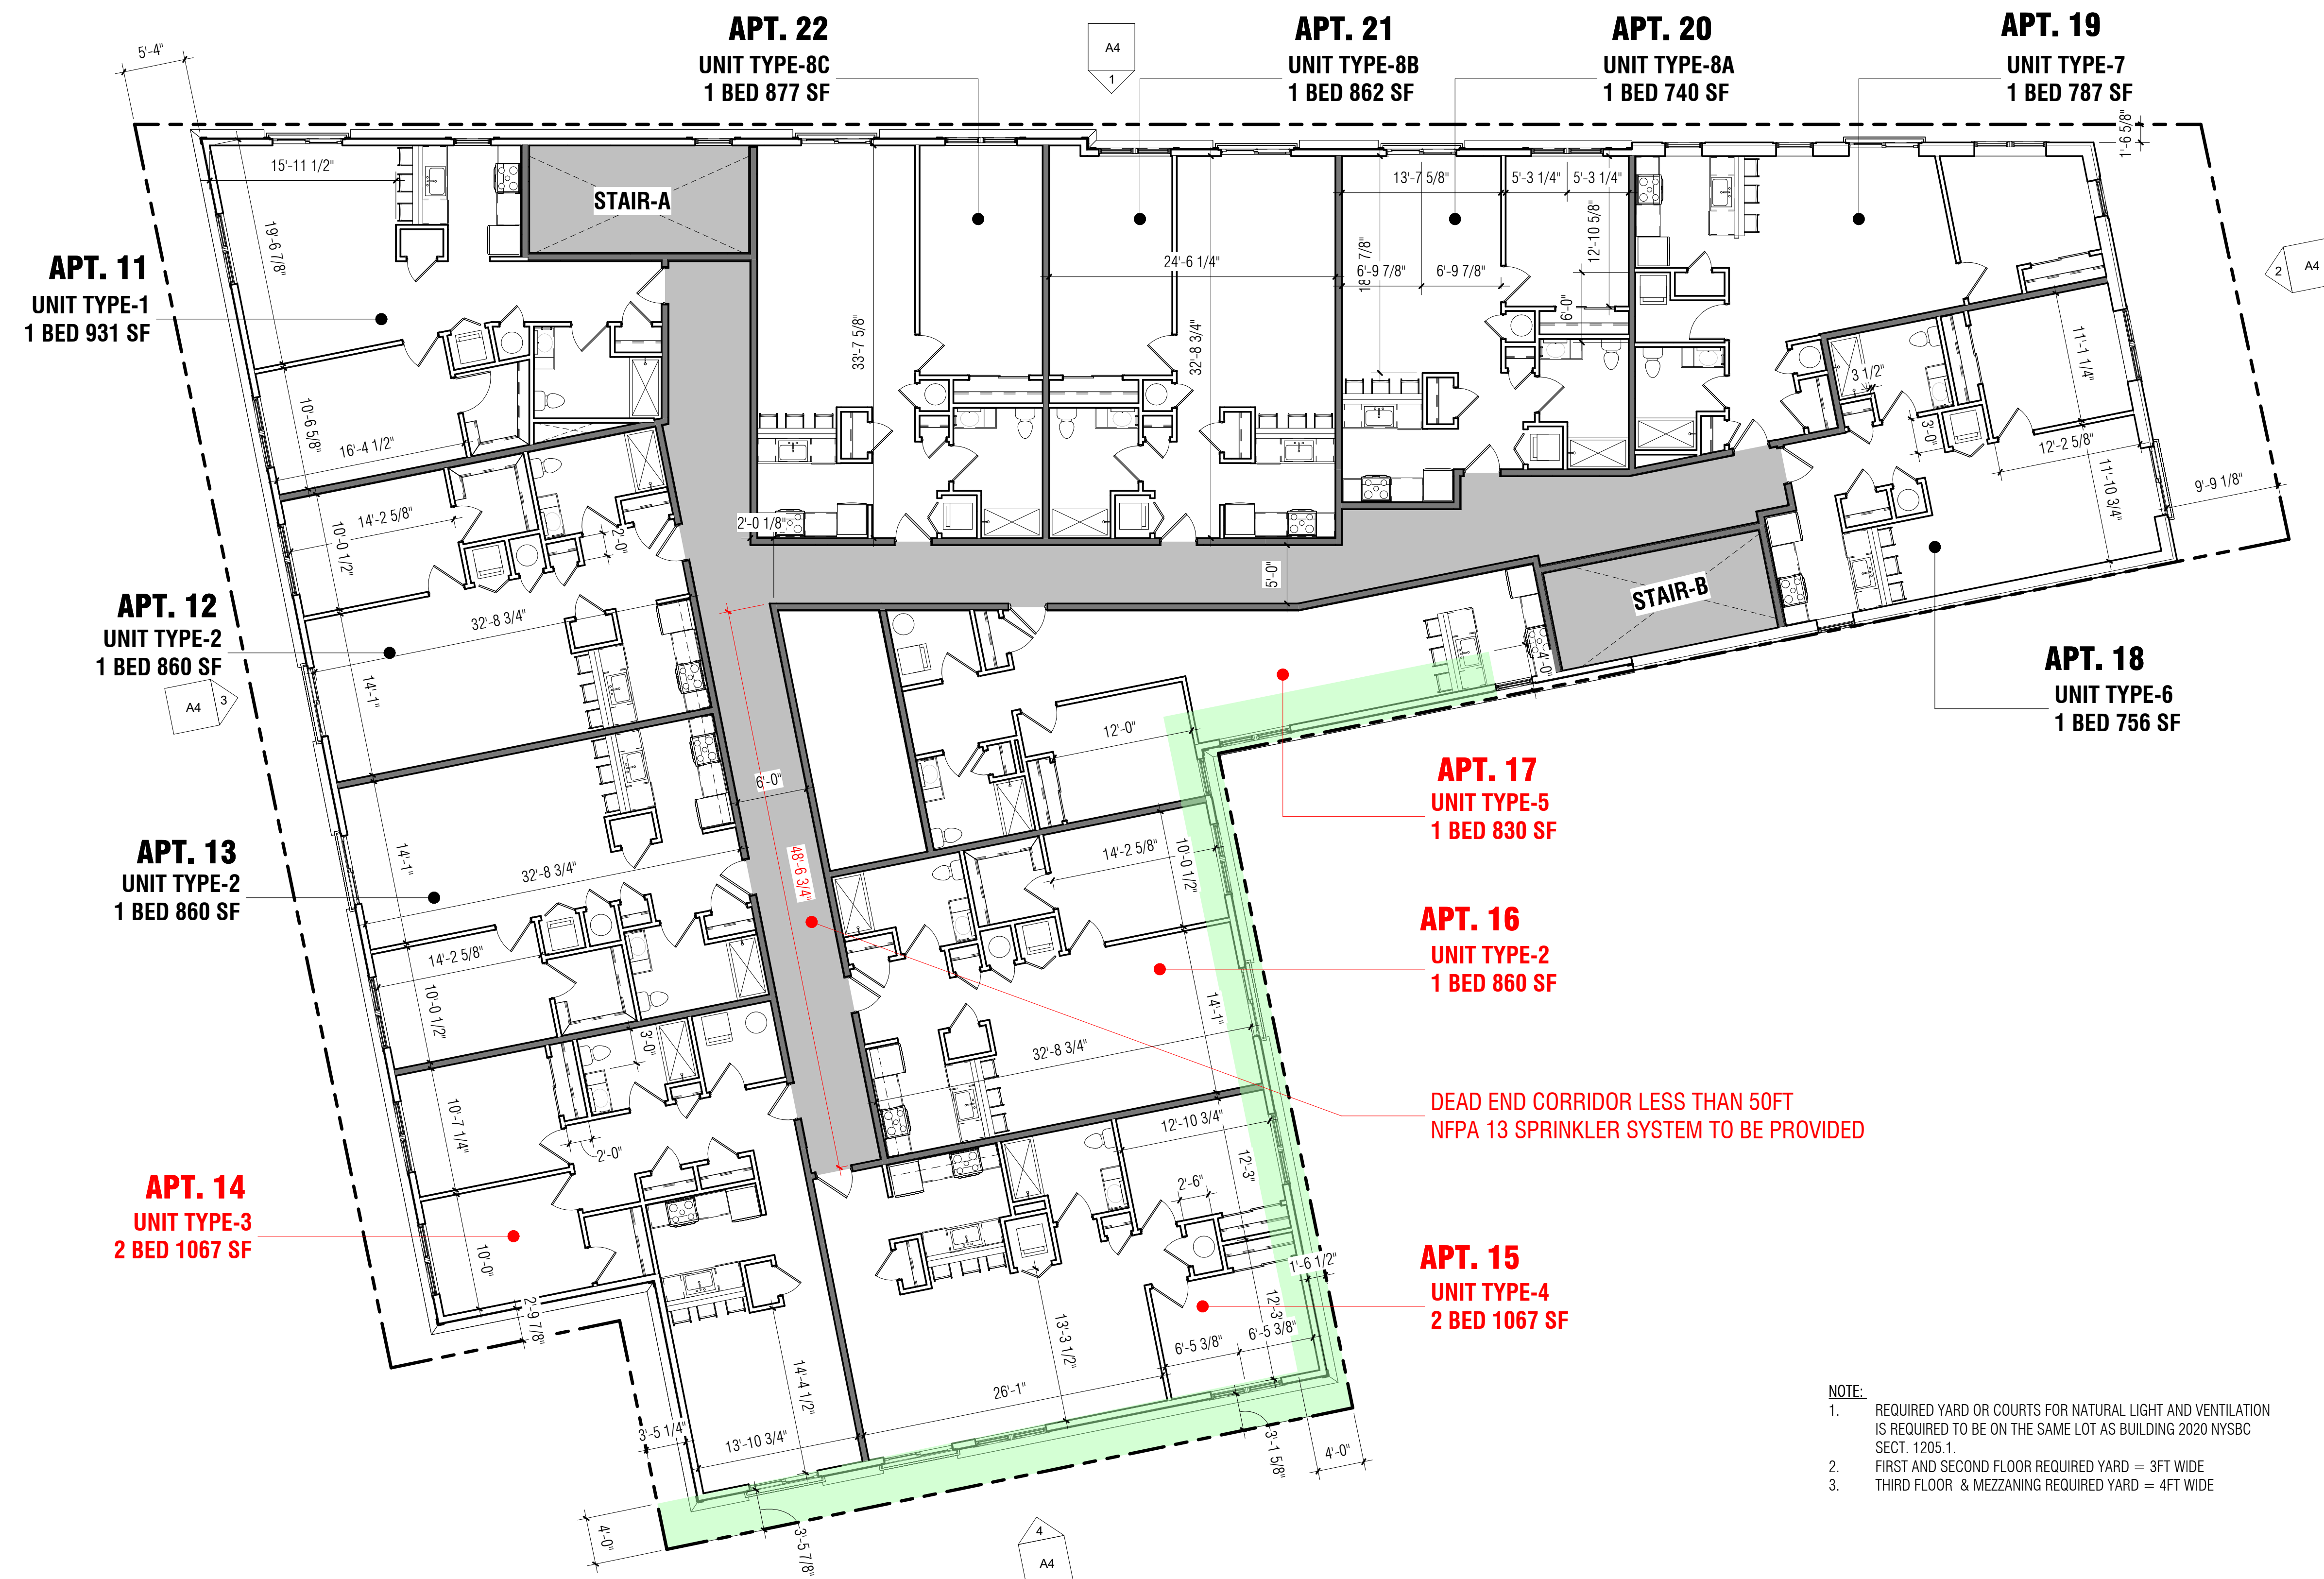 APT. 22
UNIT TYPE-8C
1 BED 877 SF
A4
1
APT. 21
UNIT TYPE-8B
1 BED 862 SF
APT. 20
UNIT TYPE-8A
1 BED 740 SF
APT. 19
UNIT TYPE-7
1 BED 787 SF
5'-4"
1'-6 5/8"
15'-11 1/2"
STAIR-A
13'-7 5/8"
5'-3 1/4"
5'-3 1/4"
19'-6 7/8"
12'-10 5/8"
24'-6 1/4"
6'-9 7/8"
6'-9 7/8"
2
A4
APT. 11
UNIT TYPE-1
1 BED 931 SF
6'-0"
33'-7 5/8"
32'-8 3/4"
11'-1 1/4"
3 1/2"
10'-6 5/8"
16'-4 1/2"
3'-0"
12'-2 5/8"
11'-10 3/4"
9'-9 1/8"
14'-2 5/8"
10'-0 1/2"
2'-0"
2'-0 1/8"
5'-0"
STAIR-B
APT. 12
UNIT TYPE-2
1 BED 860 SF
32'-8 3/4"
14'-1"
A4
3
4'-0"
APT. 18
UNIT TYPE-6
1 BED 756 SF
12'-0"
6'-0"
APT. 17
UNIT TYPE-5
1 BED 830 SF
APT. 13
UNIT TYPE-2
1 BED 860 SF
14'-1"
32'-8 3/4"
48'-6 3/4"
14'-2 5/8"
10'-0 1/2"
APT. 16
UNIT TYPE-2
1 BED 860 SF
14'-2 5/8"
10'-0 1/2"
14'-1"
32'-8 3/4"
3'-0"
DEAD END CORRIDOR LESS THAN 50FT
NFPA 13 SPRINKLER SYSTEM TO BE PROVIDED
10'-7 1/4"
2'-0"
12'-10 3/4"
12'-3"
2'-6"
APT. 14
UNIT TYPE-3
2 BED 1067 SF
10'-0"
2'-9 7/8"
APT. 15
UNIT TYPE-4
2 BED 1067 SF
1'-6 1/2"
12'-3"
6'-5 3/8"
6'-5 3/8"
13'-3 1/2"
14'-4 1/2"
26'-1"
3'-5 1/4"
13'-10 3/4"
3'-1 5/8"
4'-0"
4'-0"
3'-5 7/8"
4
A4
NOTE:
1. REQUIRED YARD OR COURTS FOR NATURAL LIGHT AND VENTILATION
IS REQUIRED TO BE ON THE SAME LOT AS BUILDING 2020 NYSBC
SECT. 1205.1.
2. FIRST AND SECOND FLOOR REQUIRED YARD = 3FT WIDE
3. THIRD FLOOR & MEZZANING REQUIRED YARD = 4FT WIDE